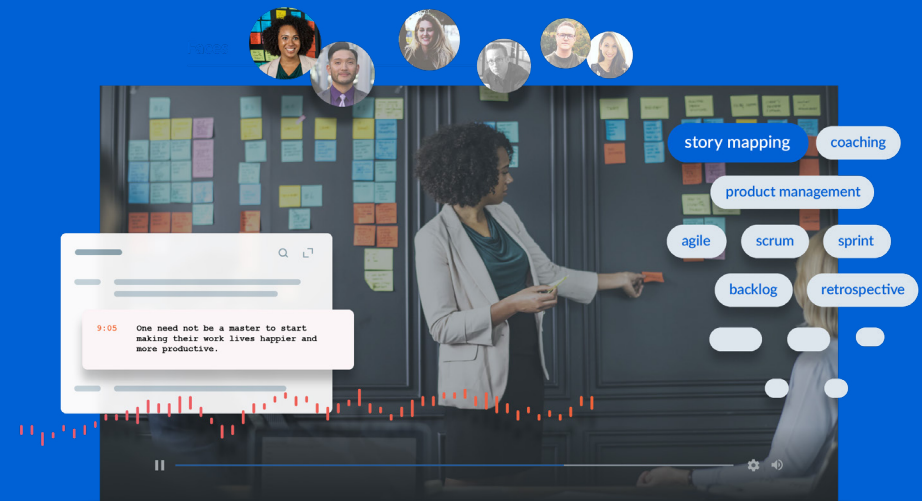 story mapping
coaching
product management
agile
scrum
sprint
backlog
retrospective
9:05 One need not be a master to start
making their work lives happier and
more productive.